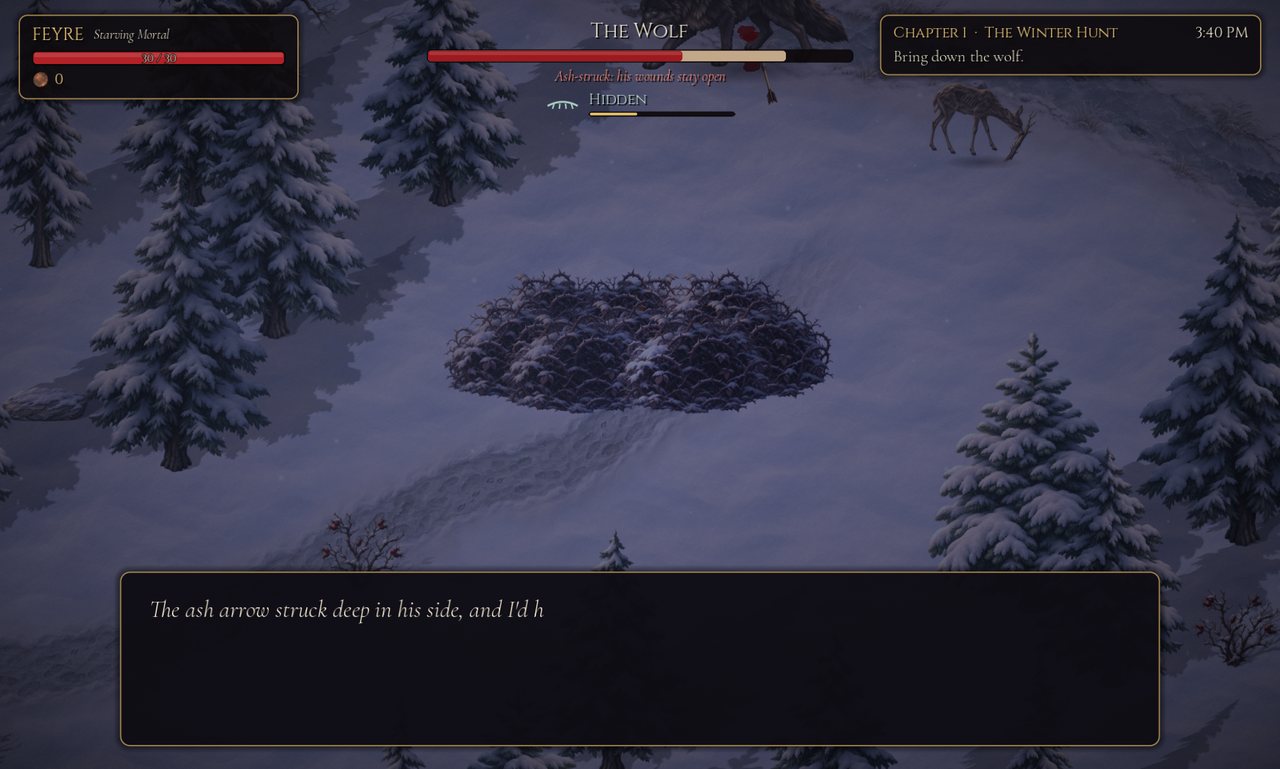 FEYRE Starving Mortal
30 / 30
0
THE WOLF
Ash-struck: his wounds stay open
HIDDEN
CHAPTER I · THE WINTER HUNT 3:40 PM
Bring down the wolf.
The ash arrow struck deep in his side, and I'd h